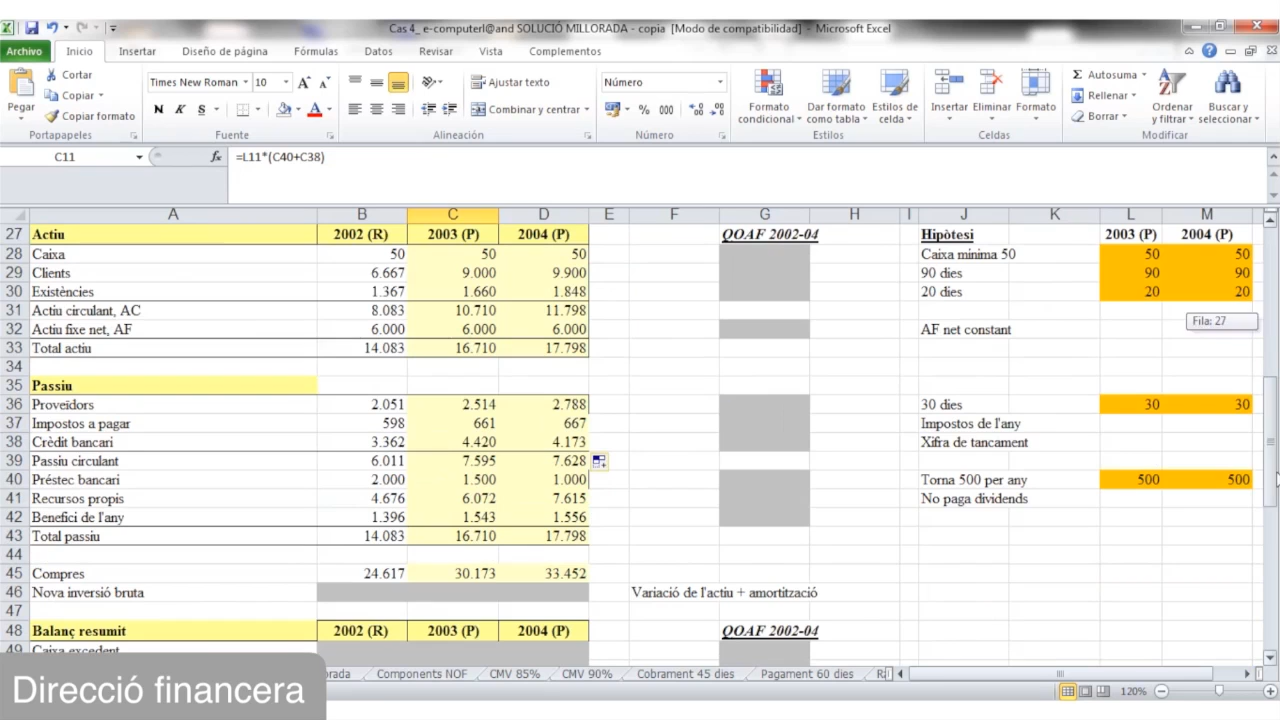 Cas 4_ e-computerl@and SOLUCIÓ MILLORADA - copia [Modo de compatibilidad] - Microsoft Excel
Archivo Inicio Insertar Diseño de página Fórmulas Datos Revisar Vista Complementos
Pegar Cortar Copiar Copiar formato Portapapeles
Times New Roman 10 N K S Fuente
Ajustar texto Combinar y centrar Alineación
Número % 000 Número
Formato condicional Dar formato como tabla Estilos de celda Estilos
Insertar Eliminar Formato Celdas
Autosuma Rellenar Borrar Ordenar y filtrar Buscar y seleccionar Modificar
C11 fx =L11*(C40+C38)
A B C D E F G H I J K L M
27 Actiu 2002 (R) 2003 (P) 2004 (P) QOAF 2002-04 Hipòtesi 2003 (P) 2004 (P)
28 Caixa 50 50 50 Caixa minima 50 50 50
29 Clients 6.667 9.000 9.900 90 dies 90 90
30 Existències 1.367 1.660 1.848 20 dies 20 20
31 Actiu circulant, AC 8.083 10.710 11.798
Fila: 27
32 Actiu fixe net, AF 6.000 6.000 6.000 AF net constant
33 Total actiu 14.083 16.710 17.798
34
35 Passiu
36 Proveïdors 2.051 2.514 2.788 30 dies 30 30
37 Impostos a pagar 598 661 667 Impostos de l'any
38 Crèdit bancari 3.362 4.420 4.173 Xifra de tancament
39 Passiu circulant 6.011 7.595 7.628
40 Préstec bancari 2.000 1.500 1.000 Torna 500 per any 500 500
41 Recursos propis 4.676 6.072 7.615 No paga dividends
42 Benefici de l'any 1.396 1.543 1.556
43 Total passiu 14.083 16.710 17.798
44
45 Compres 24.617 30.173 33.452
46 Nova inversió bruta Variació de l'actiu + amortització
47
48 Balanç resumit 2002 (R) 2003 (P) 2004 (P) QOAF 2002-04
49 Caixa excedent
Components NOF CMV 85% CMV 90% Cobrament 45 dies Pagament 60 dies
120%
Direcció financera